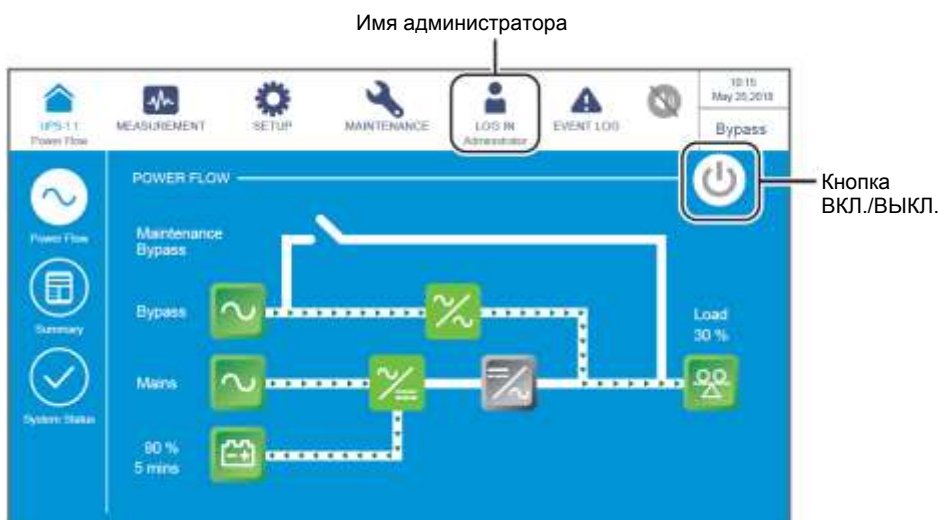 Имя администратора
10:15
May 20,2018
UPS-1.1
Power Flow
MEASUREMENT
SETUP
MAINTENANCE
LOG IN
Administrator
EVENT LOG
Bypass
POWER FLOW
Кнопка
ВКЛ./ВЫКЛ.
Power Flow
Maintenance
Bypass
Summary
Bypass
Load
30 %
System Status
Mains
80 %
5 mins